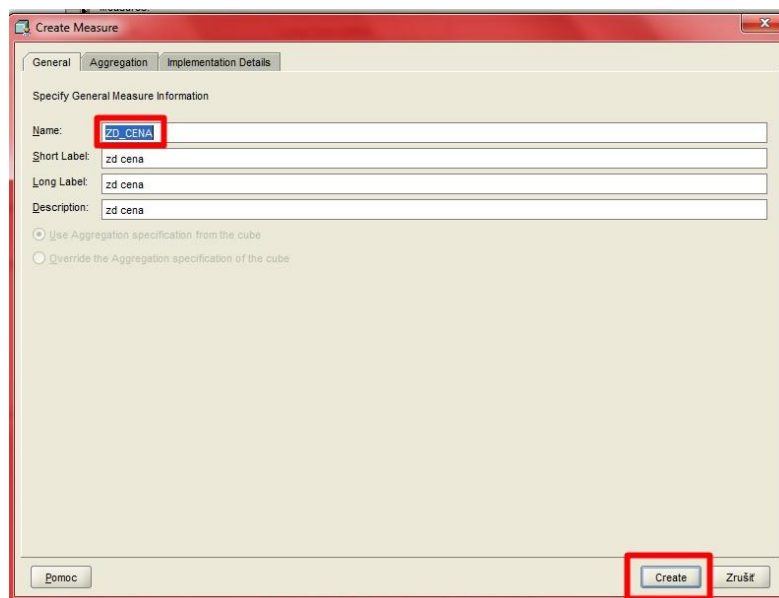 Measures:
Create Measure
General Aggregation Implementation Details
Specify General Measure Information
Name: ZD_CENA
Short Label: zd cena
Long Label: zd cena
Description: zd cena
Use Aggregation specification from the cube
Override the Aggregation specification of the cube
Pomoc Create Zrušiť